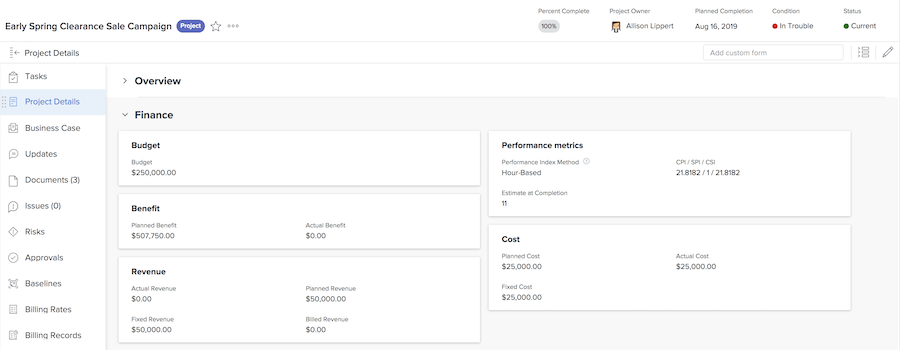 Percent Complete Project Owner Planned Completion Condition Status
Early Spring Clearance Sale Campaign Project 100% Allison Lippert Aug 16, 2019 In Trouble Current
Project Details Add custom form
Tasks
Project Details
Business Case
Updates
Documents (3)
Issues (0)
Risks
Approvals
Baselines
Billing Rates
Billing Records
Overview
Finance
Budget
Budget
$250,000.00
Benefit
Planned Benefit Actual Benefit
$507,750.00 $0.00
Revenue
Actual Revenue Planned Revenue
$0.00 $50,000.00
Fixed Revenue Billed Revenue
$50,000.00 $0.00
Performance metrics
Performance Index Method CPI / SPI / CSI
Hour-Based 21.8182 / 1 / 21.8182
Estimate at Completion
11
Cost
Planned Cost Actual Cost
$25,000.00 $25,000.00
Fixed Cost
$25,000.00